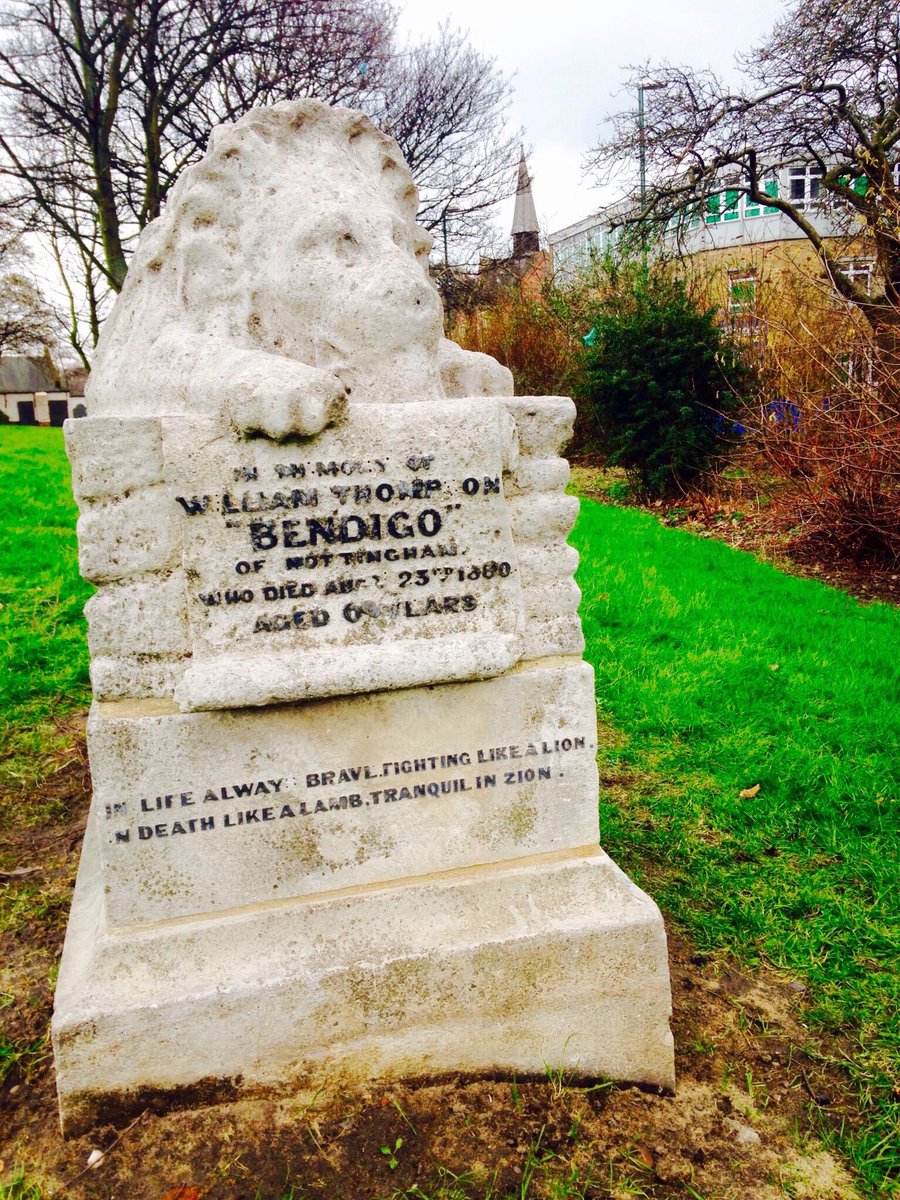 IN MEMORY OF
WILLIAM THOMPSON
"BENDIGO"
OF NOTTINGHAM.
WHO DIED AUGT 23RD 1880
AGED 69 YEARS
IN LIFE ALWAYS BRAVE, FIGHTING LIKE A LION.
IN DEATH LIKE A LAMB, TRANQUIL IN ZION.